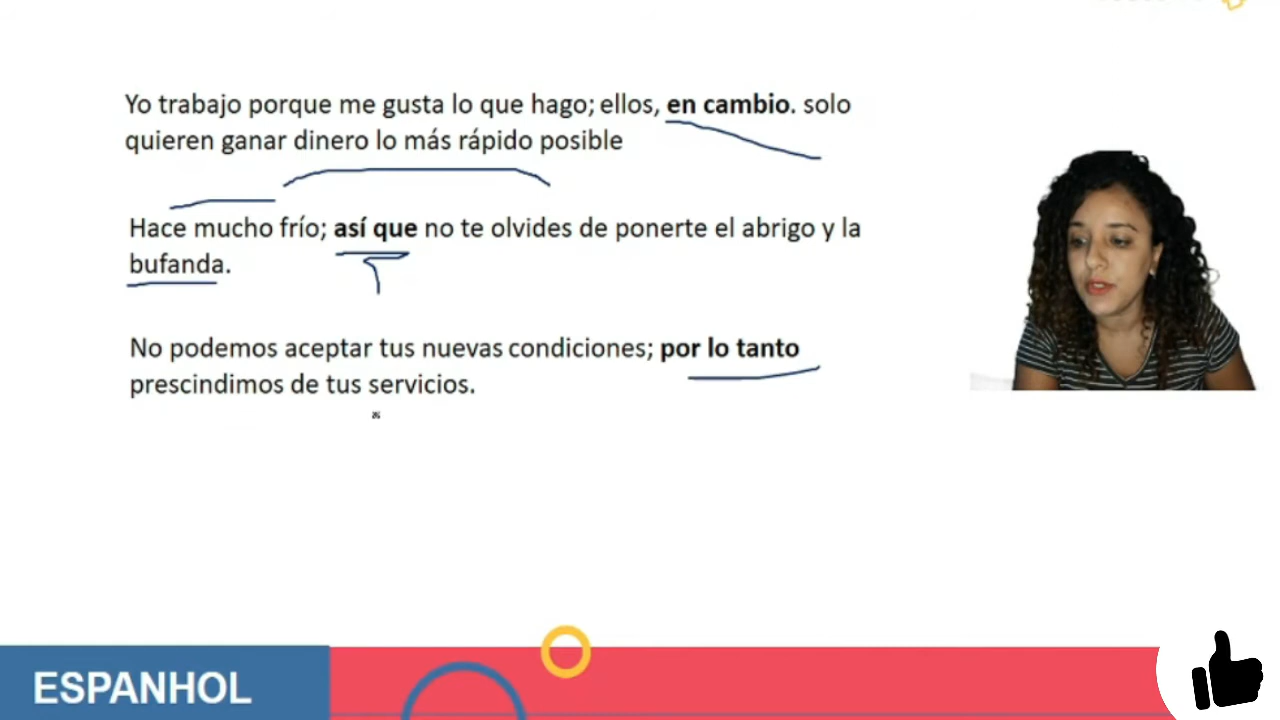 Yo trabajo porque me gusta lo que hago; ellos, en cambio. solo
quieren ganar dinero lo más rápido posible
Hace mucho frío; así que no te olvides de ponerte el abrigo y la
bufanda.
No podemos aceptar tus nuevas condiciones; por lo tanto
prescindimos de tus servicios.
ESPANHOL